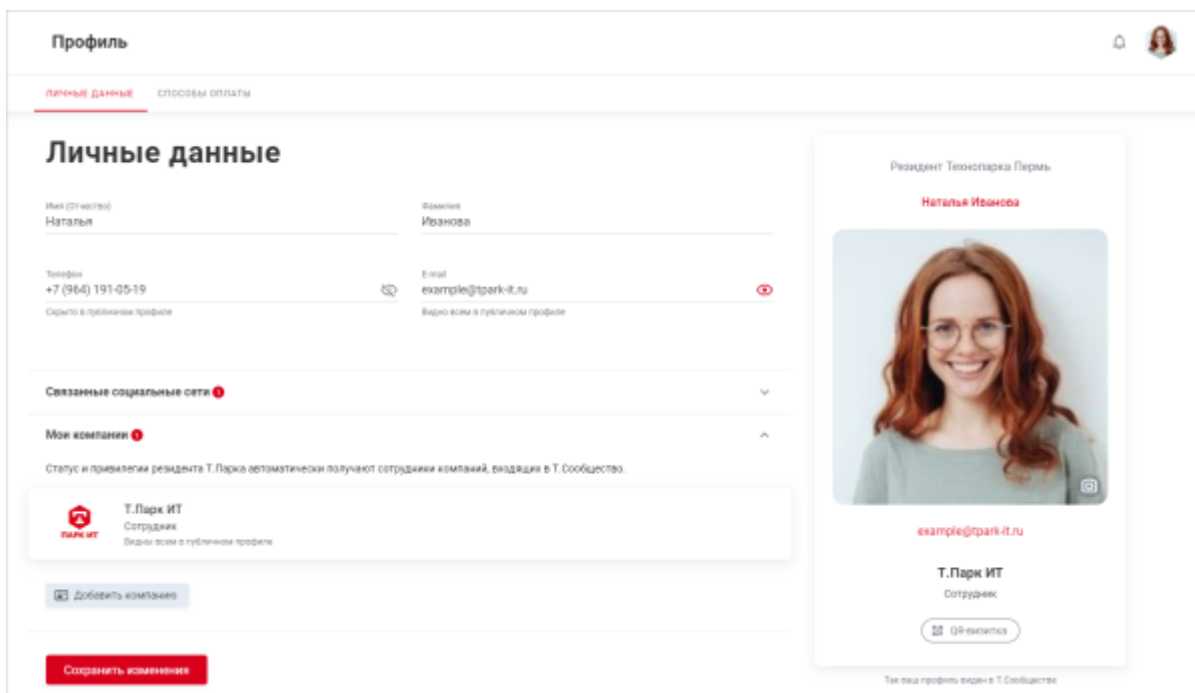 Профиль
ЛИЧНЫЕ ДАННЫЕ СПОСОБЫ ОПЛАТЫ
Личные данные
Имя (Отчество)
Наталья
Фамилия
Иванова
Телефон
+7 (964) 191-05-19
Скрыто в публичном профиле
E-mail
example@tpark-it.ru
Видно всем в публичном профиле
Связанные социальные сети 1
Мои компании 1
Статус и привилегии резидента Т.Парка автоматически получают сотрудники компаний, входящих в Т.Сообщество.
ПАРК ИТ
Т.Парк ИТ
Сотрудник
Видны всем в публичном профиле
Добавить компанию
Сохранить изменения
Резидент Технопарка Пермь
Наталья Иванова
example@tpark-it.ru
Т.Парк ИТ
Сотрудник
QR-визитка
Так ваш профиль виден в Т.Сообществе